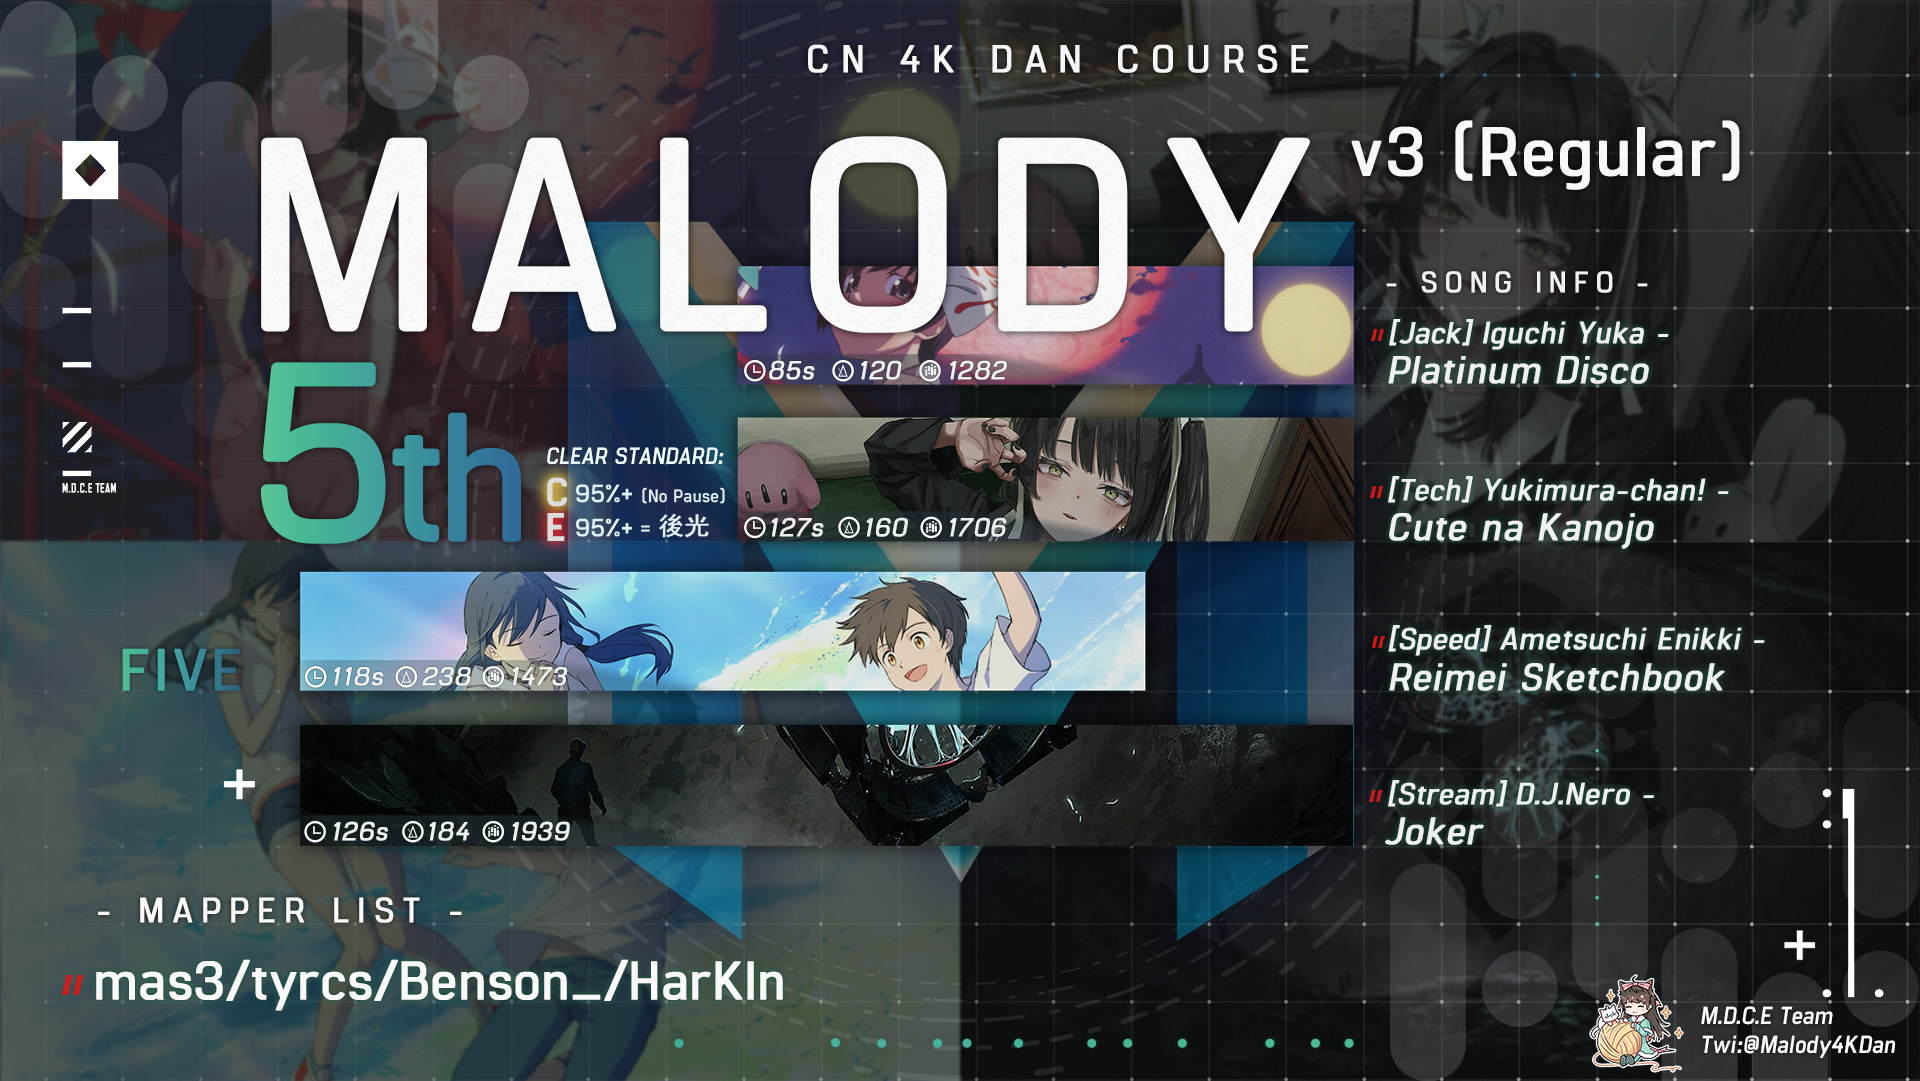 CN 4K DAN COURSE
MALODY
v3 (Regular)
M.D.C.E TEAM
5th
CLEAR STANDARD:
C 95%+ (No Pause)
E 95%+ = 後光
FIVE
85s 120 1282
127s 160 1706
118s 238 1473
126s 184 1939
- SONG INFO -
[Jack] Iguchi Yuka -
Platinum Disco
[Tech] Yukimura-chan! -
Cute na Kanojo
[Speed] Ametsuchi Enikki -
Reimei Sketchbook
[Stream] D.J.Nero -
Joker
- MAPPER LIST -
mas3/tyrcs/Benson_/HarKIn
M.D.C.E Team
Twi:@Malody4KDan